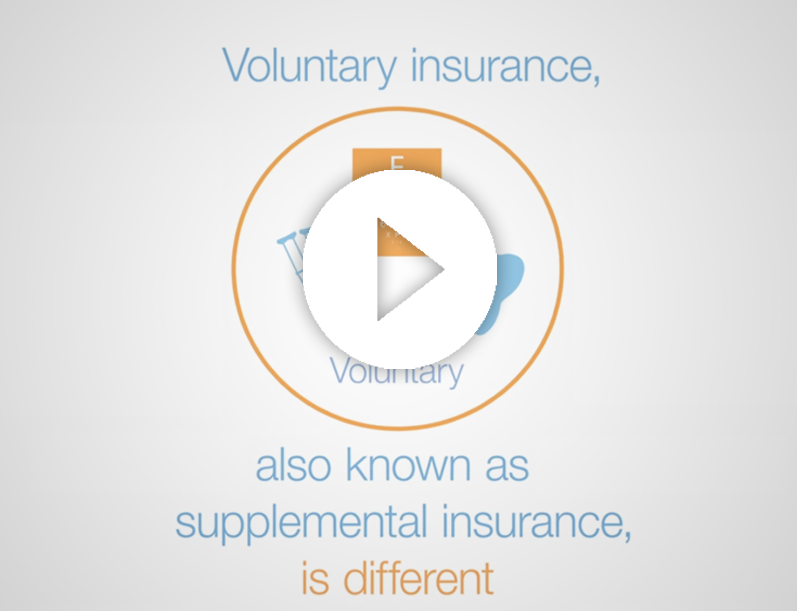 Voluntary insurance,
E
Voluntary
also known as
supplemental insurance,
is different